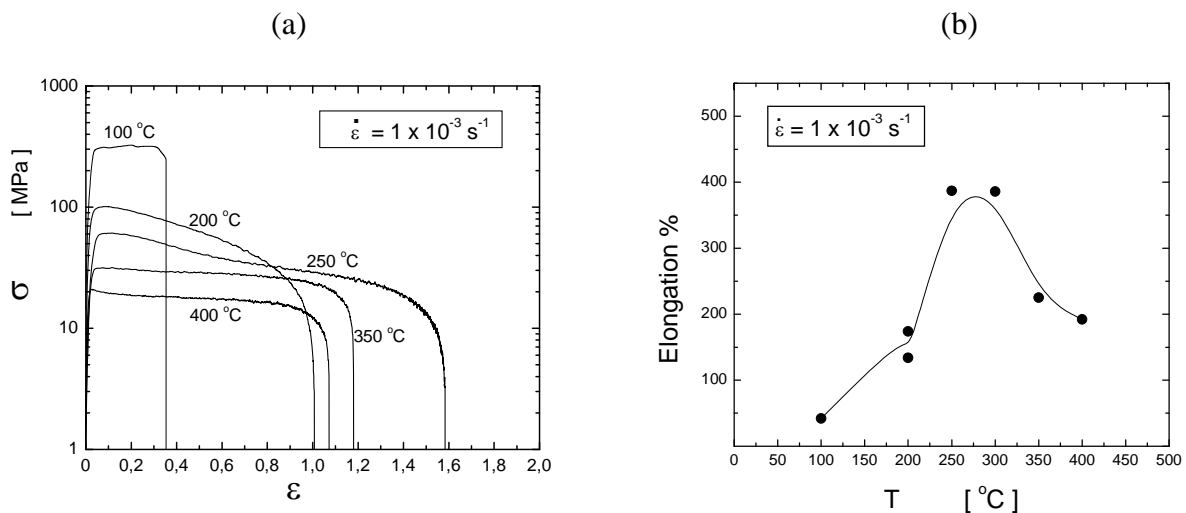 (a)
1000
100
10
1
σ [ MPa]
ε̇ = 1 x 10⁻³ s⁻¹
100 °C
200 °C
250 °C
350 °C
400 °C
0 0,2 0,4 0,6 0,8 1,0 1,2 1,4 1,6 1,8 2,0
ε
(b)
500
400
300
200
100
Elongation %
ε̇ = 1 x 10⁻³ s⁻¹
0 50 100 150 200 250 300 350 400 450 500
T [ °C]